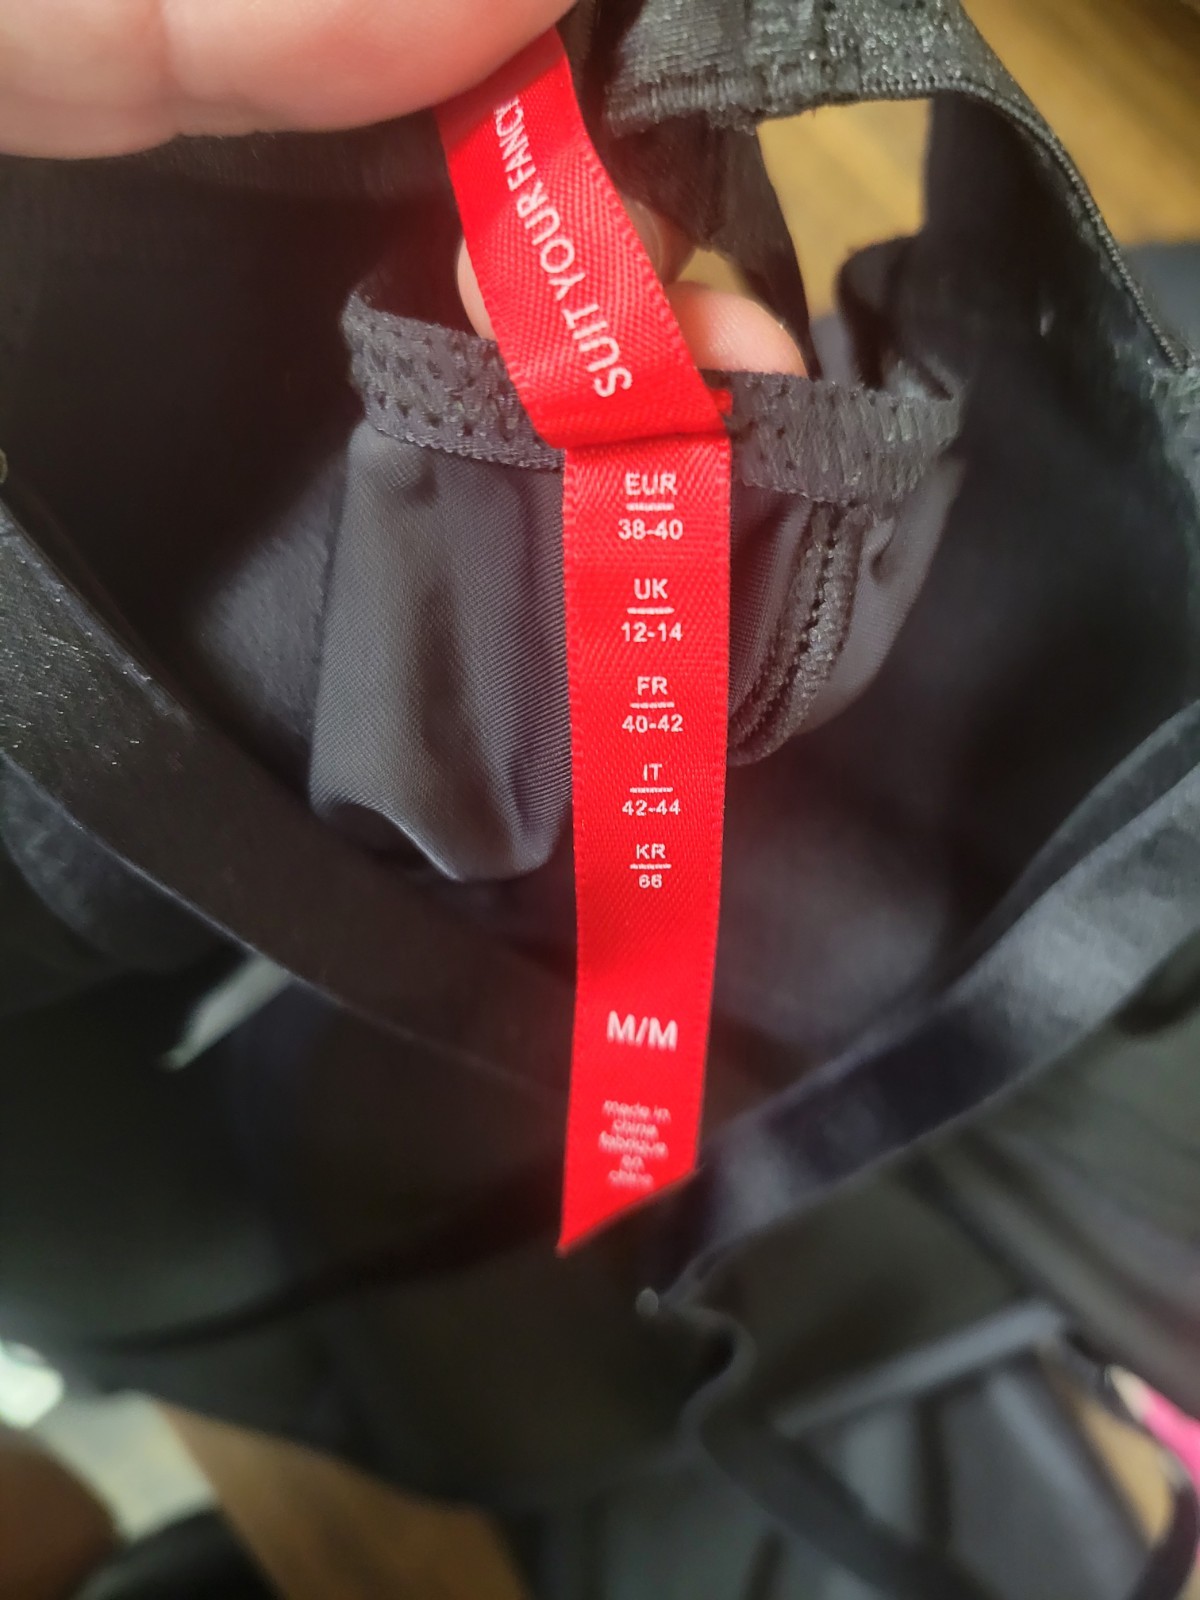 SUIT YOUR FANCY
EUR
38-40
UK
12-14
FR
40-42
IT
42-44
KR
66
M/M
made in
china
fabriqué
en
chine